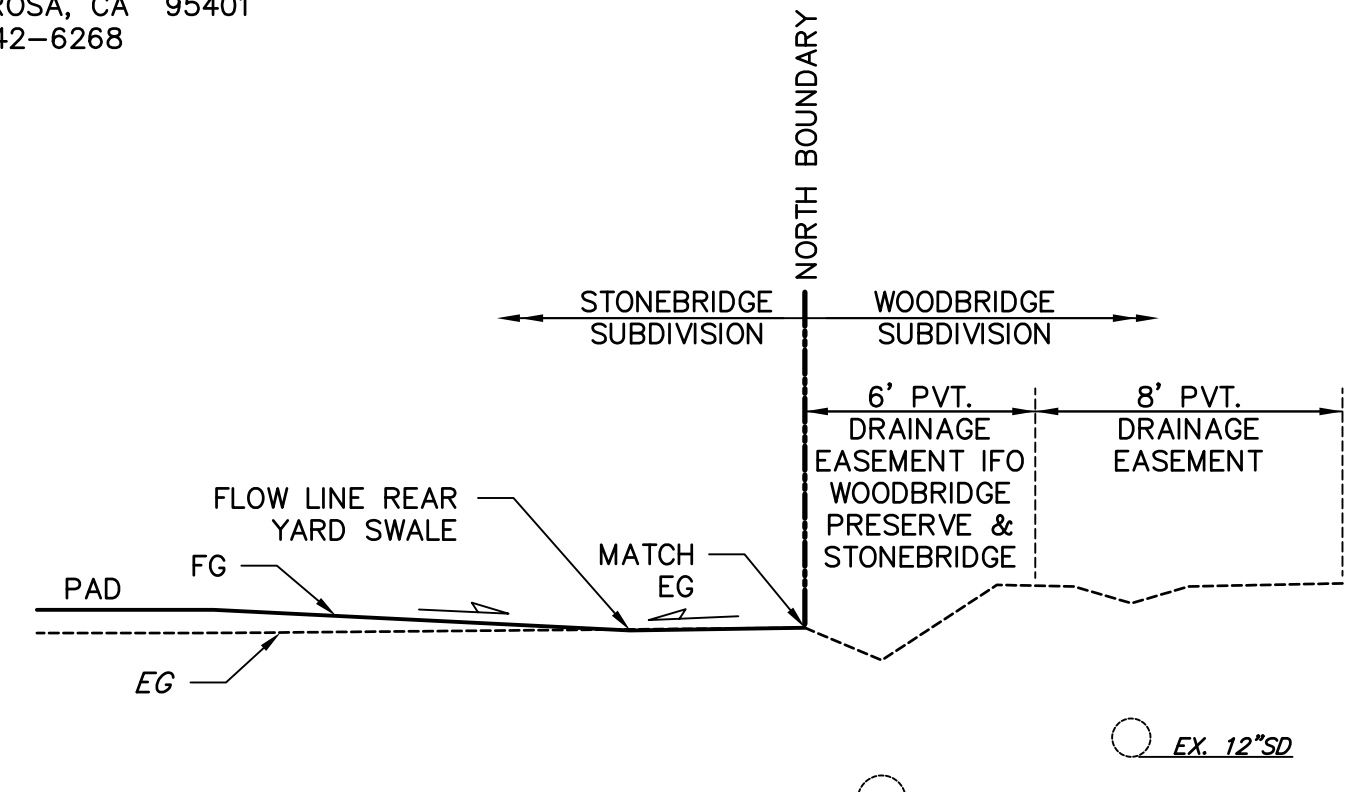 ROSA, CA 95401
42-6268
NORTH BOUNDARY
STONEBRIDGE
SUBDIVISION
WOODBRIDGE
SUBDIVISION
6' PVT.
DRAINAGE
EASEMENT IFO
WOODBRIDGE
PRESERVE &
STONEBRIDGE
8' PVT.
DRAINAGE
EASEMENT
FLOW LINE REAR
YARD SWALE
MATCH
EG
FG
PAD
EG
EX. 12"SD